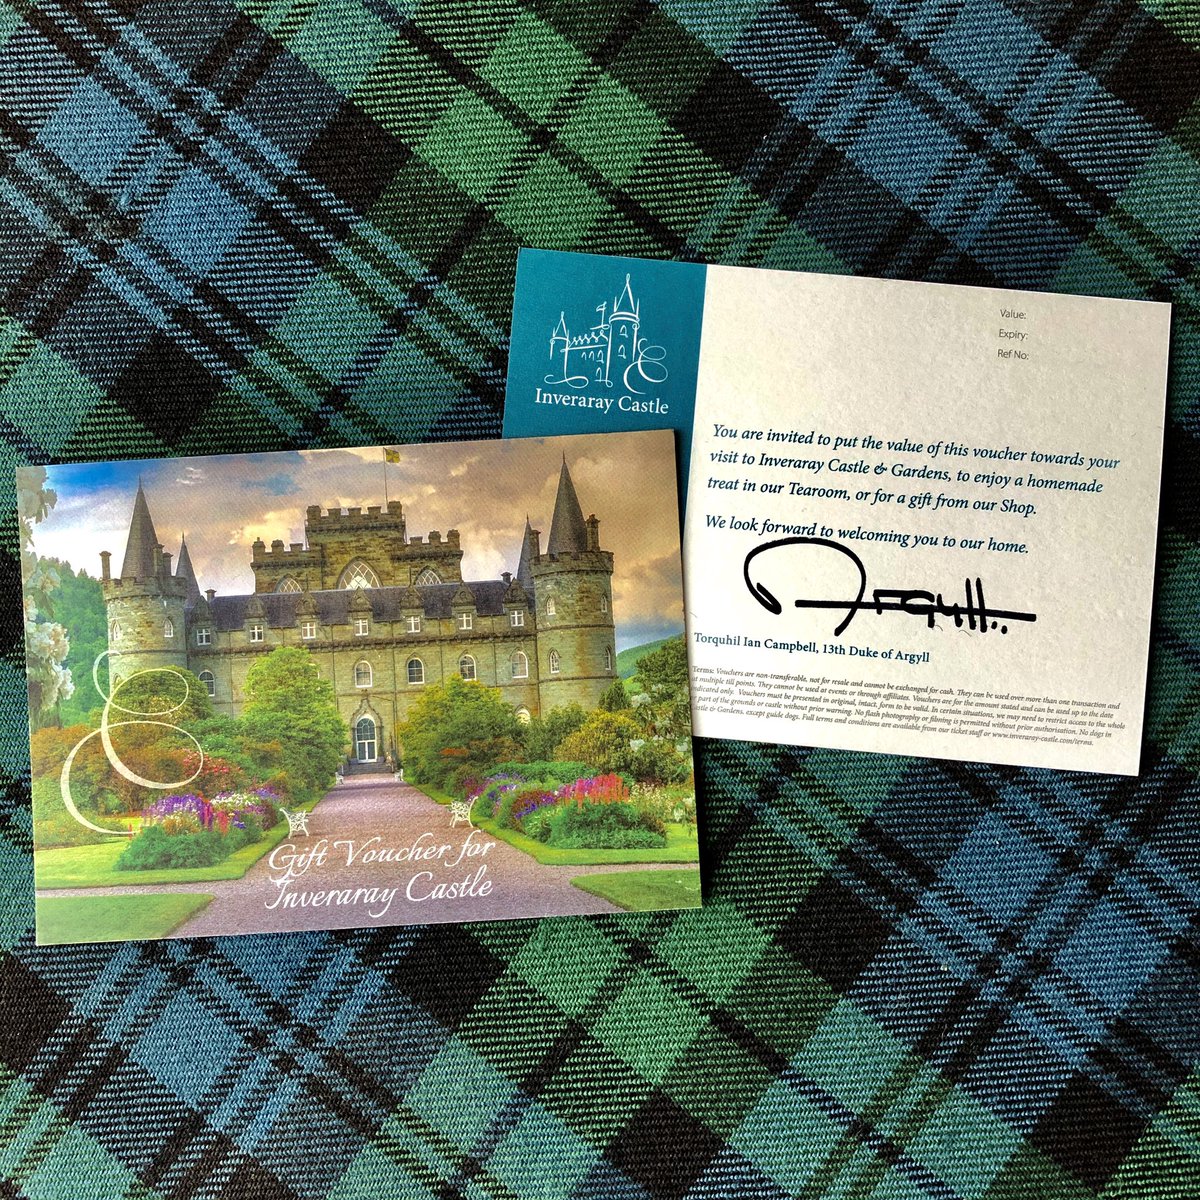 Inveraray Castle
Value:
Expiry:
Ref No:
You are invited to put the value of this voucher towards your
visit to Inveraray Castle & Gardens, to enjoy a homemade
treat in our Tearoom, or for a gift from our Shop.
We look forward to welcoming you to our home.
Argyll
Torquhil Ian Campbell, 13th Duke of Argyll
Terms: Vouchers are non-transferable, not for resale and cannot be exchanged for cash. They can be used over more than one transaction and
at multiple till points. They cannot be used at events or through affiliates. Vouchers are for the amount stated and can be used up to the date
indicated only. Vouchers must be presented in original, intact, form to be valid. In certain situations, we may need to restrict access to the whole
or part of the grounds or castle without prior warning. No flash photography or filming is permitted without prior authorisation. No dogs in
Castle & Gardens, except guide dogs. Full terms and conditions are available from our ticket staff or www.inveraray-castle.com/terms.
Gift Voucher for
Inveraray Castle